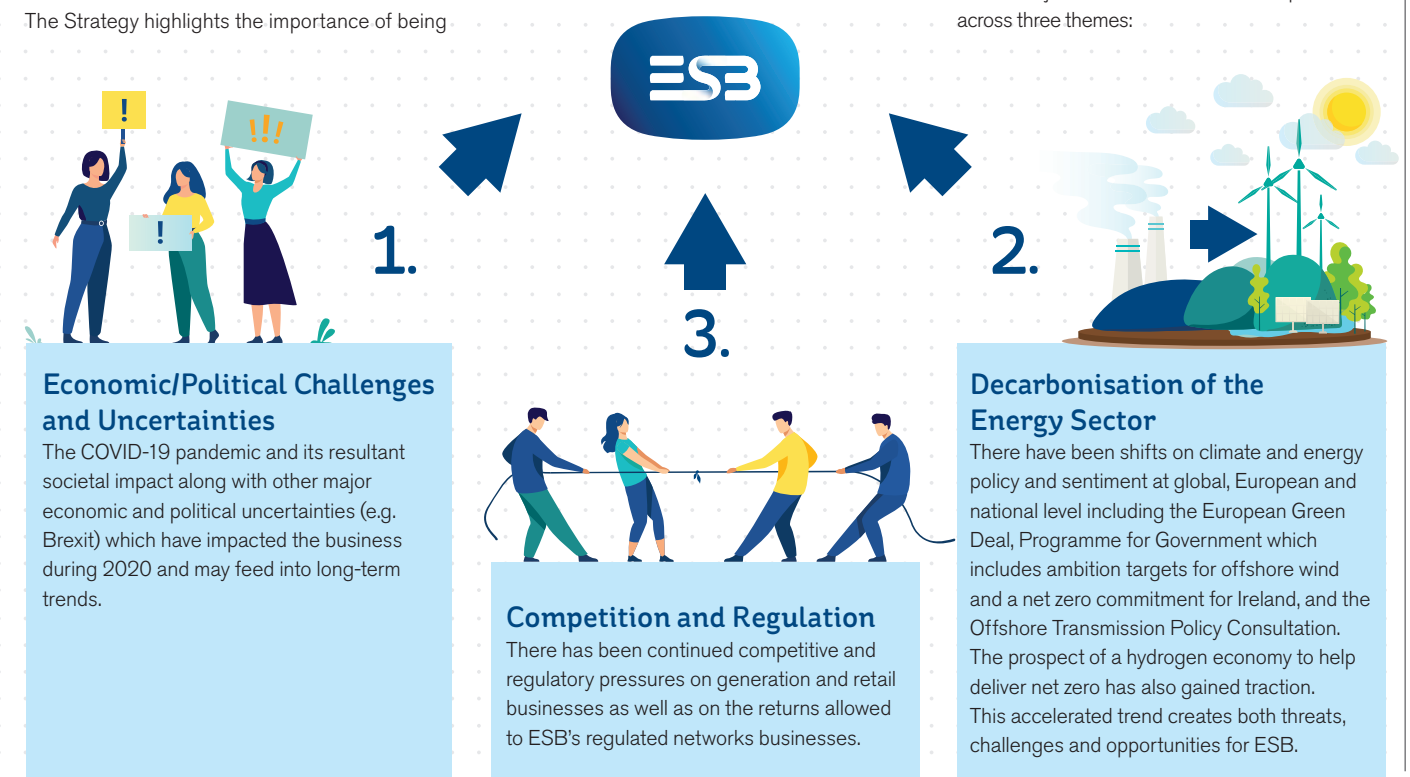 The Strategy highlights the importance of being
across three themes:
ESB
!
!!!
!
1.
2.
3.
Economic/Political Challenges
and Uncertainties
The COVID-19 pandemic and its resultant
societal impact along with other major
economic and political uncertainties (e.g.
Brexit) which have impacted the business
during 2020 and may feed into long-term
trends.
Competition and Regulation
There has been continued competitive and
regulatory pressures on generation and retail
businesses as well as on the returns allowed
to ESB’s regulated networks businesses.
Decarbonisation of the
Energy Sector
There have been shifts on climate and energy
policy and sentiment at global, European and
national level including the European Green
Deal, Programme for Government which
includes ambition targets for offshore wind
and a net zero commitment for Ireland, and the
Offshore Transmission Policy Consultation.
The prospect of a hydrogen economy to help
deliver net zero has also gained traction.
This accelerated trend creates both threats,
challenges and opportunities for ESB.